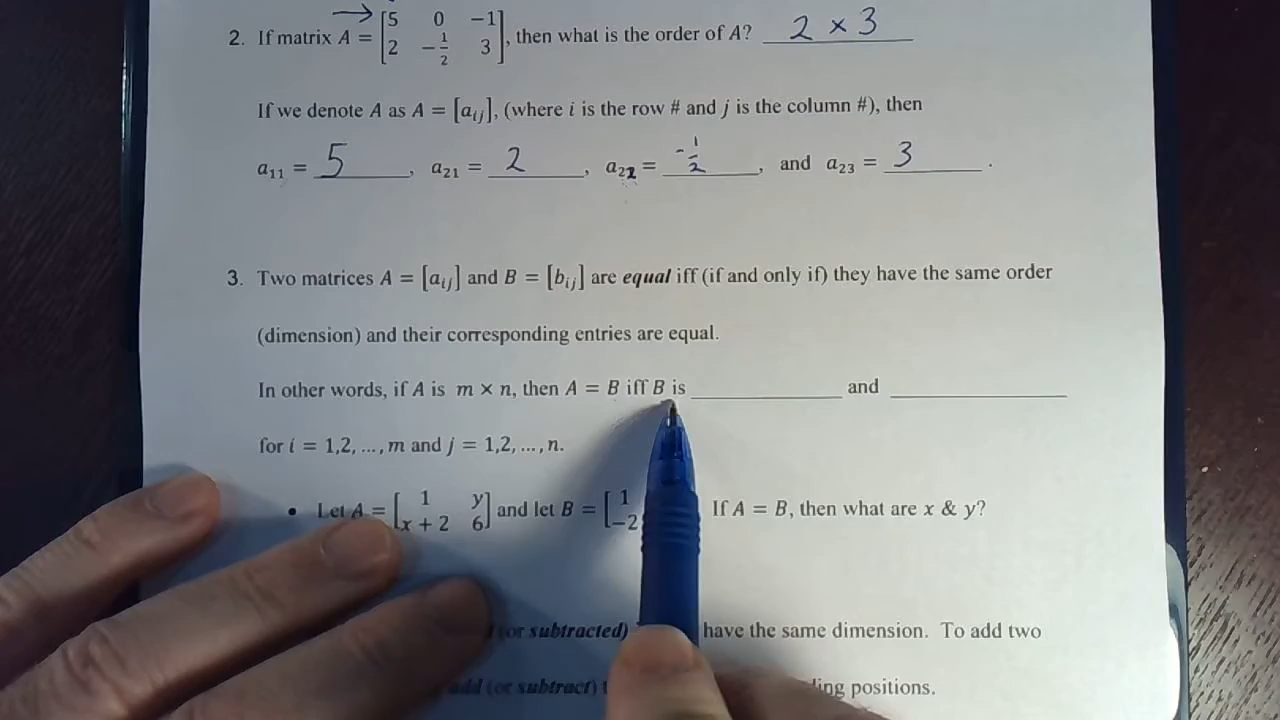 2. If matrix A = [5 0 −1; 2 −1/2 3], then what is the order of A? 2 × 3
If we denote A as A = [aᵢⱼ], (where i is the row # and j is the column #), then
a₁₁ = 5, a₂₁ = 2, a₂₂ = −1/2, and a₂₃ = 3.
3. Two matrices A = [aᵢⱼ] and B = [bᵢⱼ] are equal iff (if and only if) they have the same order
(dimension) and their corresponding entries are equal.
In other words, if A is m × n, then A = B iff B is ________ and ________
for i = 1,2, ..., m and j = 1,2, ..., n.
• Let A = [1 y; x + 2 6] and let B = [1; −2 If A = B, then what are x & y?
(or subtracted) have the same dimension. To add two
add (or subtract) positions.